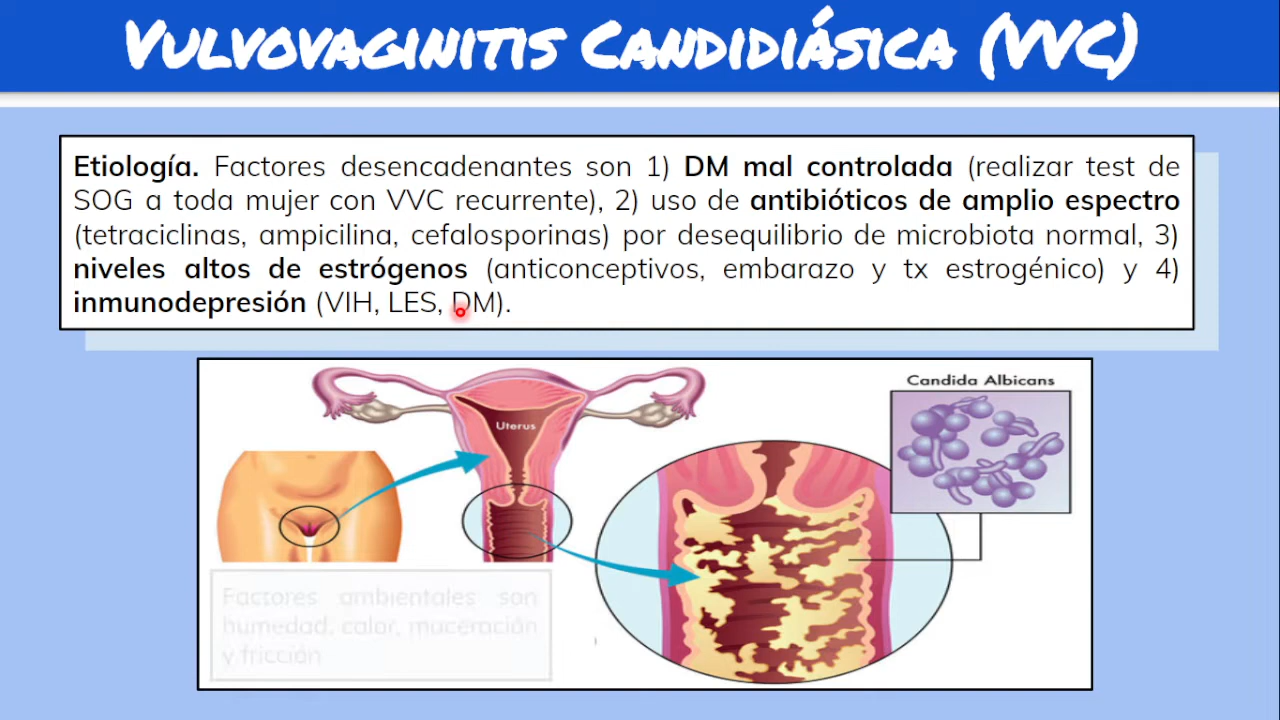 Vulvovaginitis Candidiásica (VVC)
Etiología. Factores desencadenantes son 1) DM mal controlada (realizar test de
SOG a toda mujer con VVC recurrente), 2) uso de antibióticos de amplio espectro
(tetraciclinas, ampicilina, cefalosporinas) por desequilibrio de microbiota normal, 3)
niveles altos de estrógenos (anticonceptivos, embarazo y tx estrogénico) y 4)
inmunodepresión (VIH, LES, DM).
Candida Albicans
Uterus
Factores ambientales son
humedad, calor, maceración
y fricción